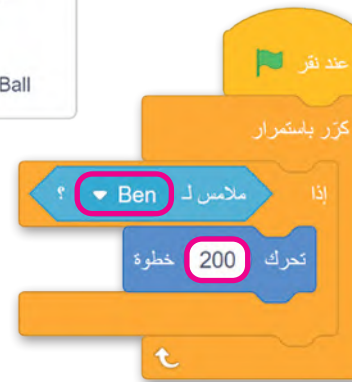 Ball
عند نقر
كرّر باستمرار
إذا ملامس لـ Ben ؟
تحرك 200 خطوة